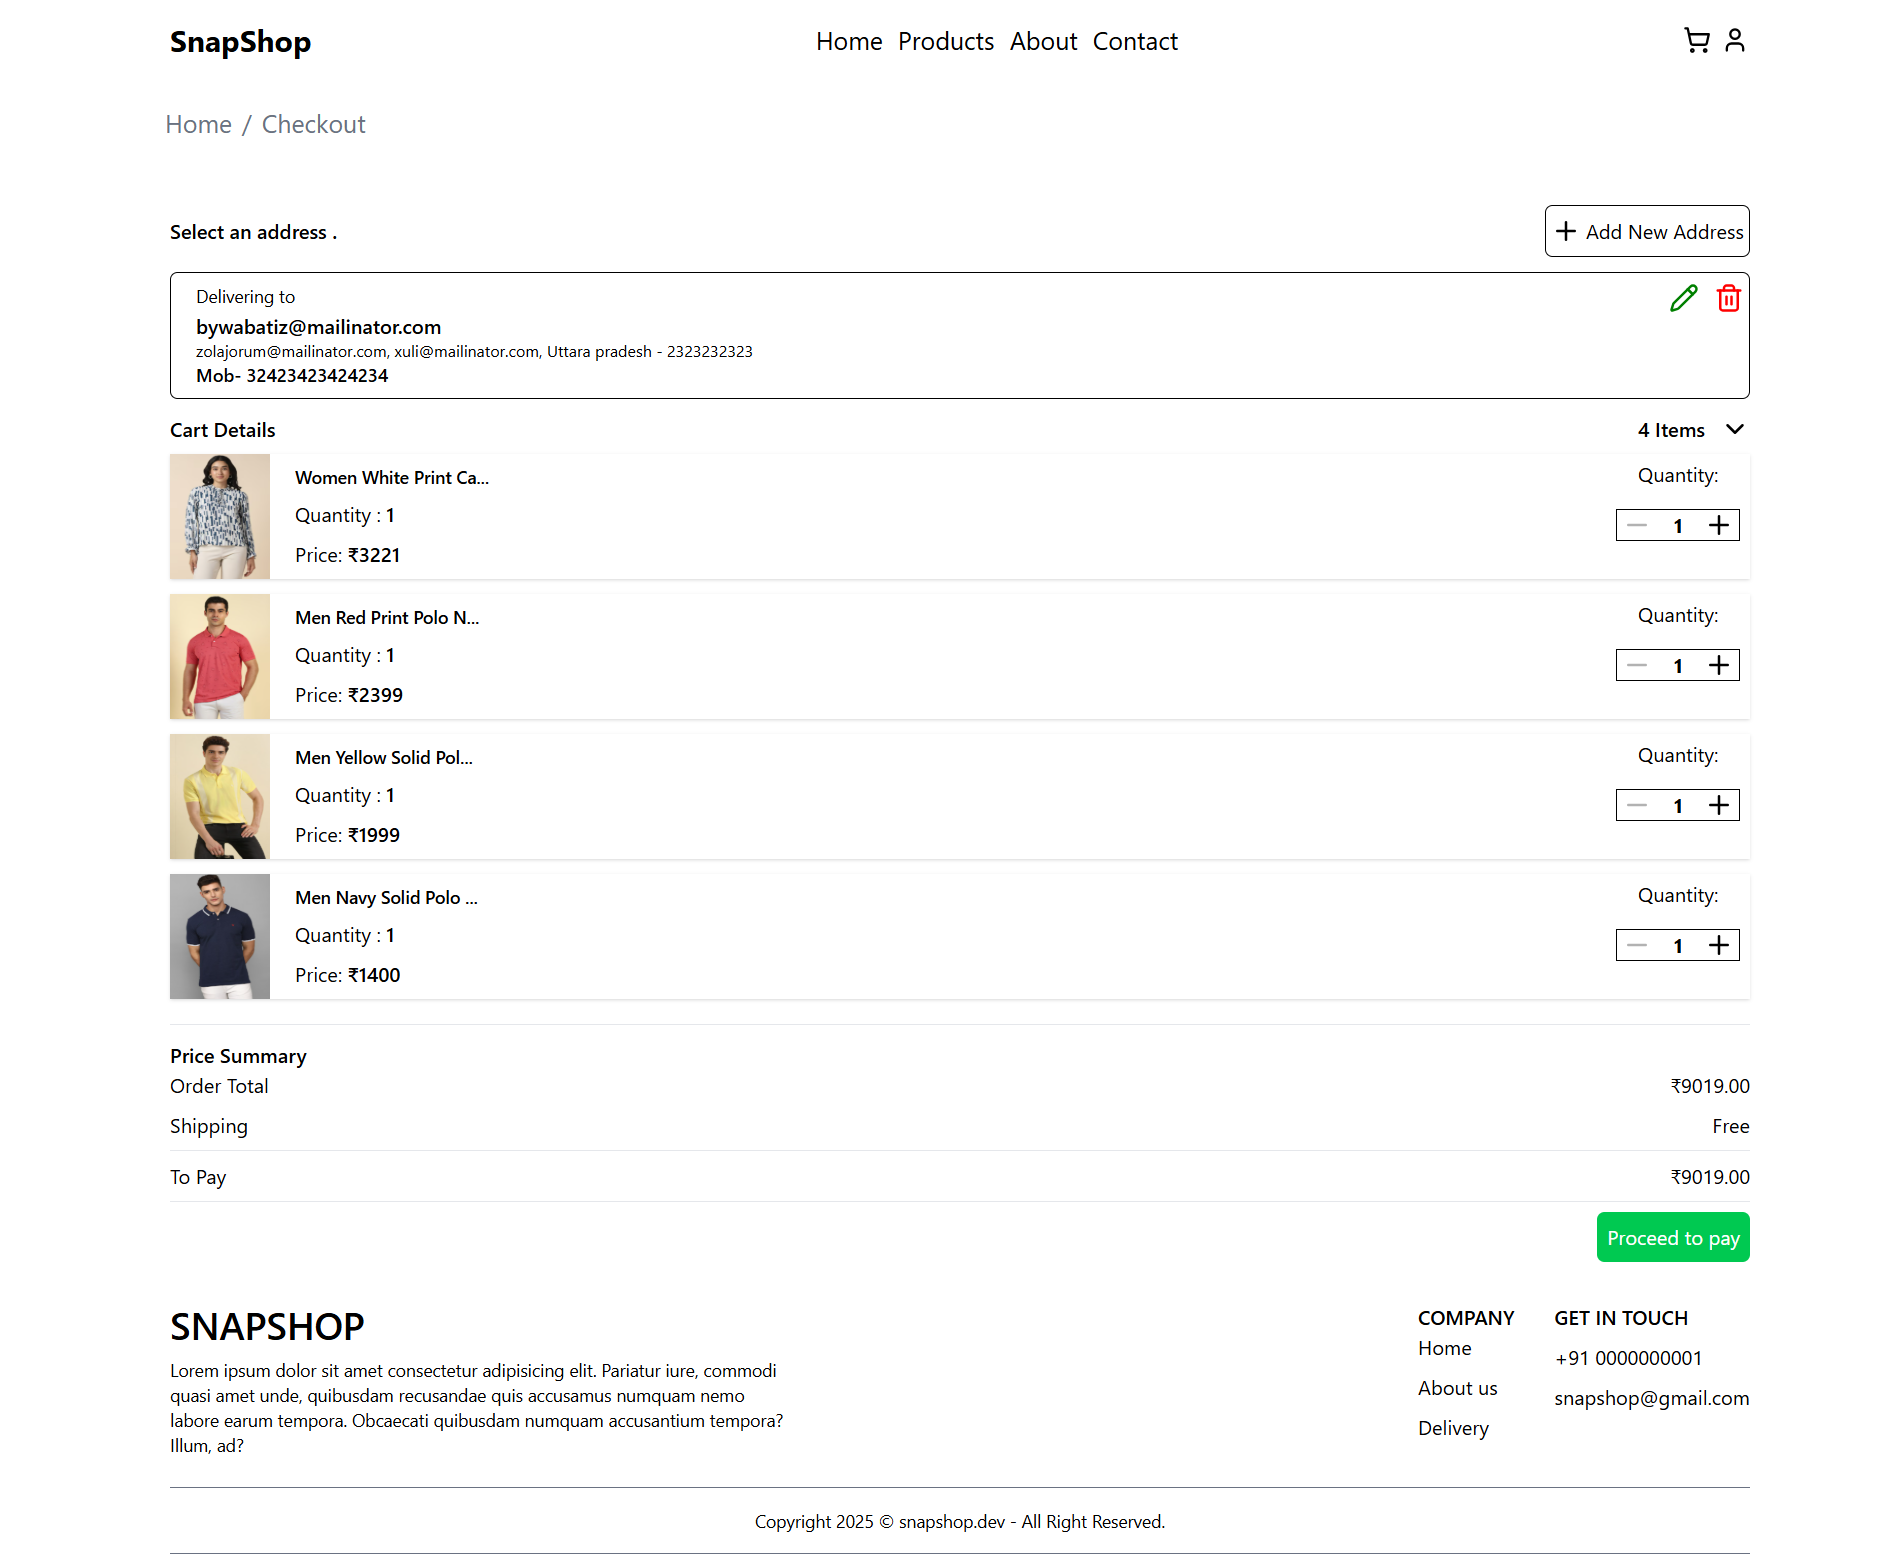 SnapShop
Home Products About Contact
Home / Checkout
Select an address .
Add New Address
Delivering to
bywabatiz@mailinator.com
zolajorum@mailinator.com, xuli@mailinator.com, Uttara pradesh - 2323232323
Mob- 32423423424234
Cart Details
4 Items
Women White Print Ca...
Quantity : 1
Price: ₹3221
Quantity:
1
Men Red Print Polo N...
Quantity : 1
Price: ₹2399
Quantity:
1
Men Yellow Solid Pol...
Quantity : 1
Price: ₹1999
Quantity:
1
Men Navy Solid Polo ...
Quantity : 1
Price: ₹1400
Quantity:
1
Price Summary
Order Total ₹9019.00
Shipping Free
To Pay ₹9019.00
Proceed to pay
SNAPSHOP
Lorem ipsum dolor sit amet consectetur adipisicing elit. Pariatur iure, commodi
quasi amet unde, quibusdam recusandae quis accusamus numquam nemo
labore earum tempora. Obcaecati quibusdam numquam accusantium tempora?
Illum, ad?
COMPANY
Home
About us
Delivery
GET IN TOUCH
+91 0000000001
snapshop@gmail.com
Copyright 2025 © snapshop.dev - All Right Reserved.